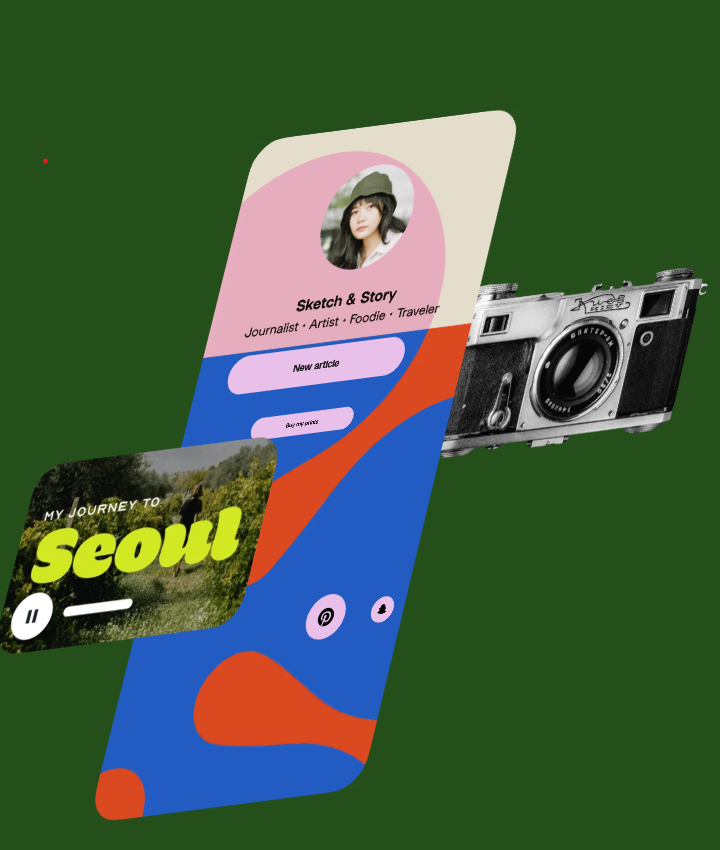 Sketch & Story
Journalist • Artist • Foodie • Traveler
New article
Buy my prints
MY JOURNEY TO
Seoul